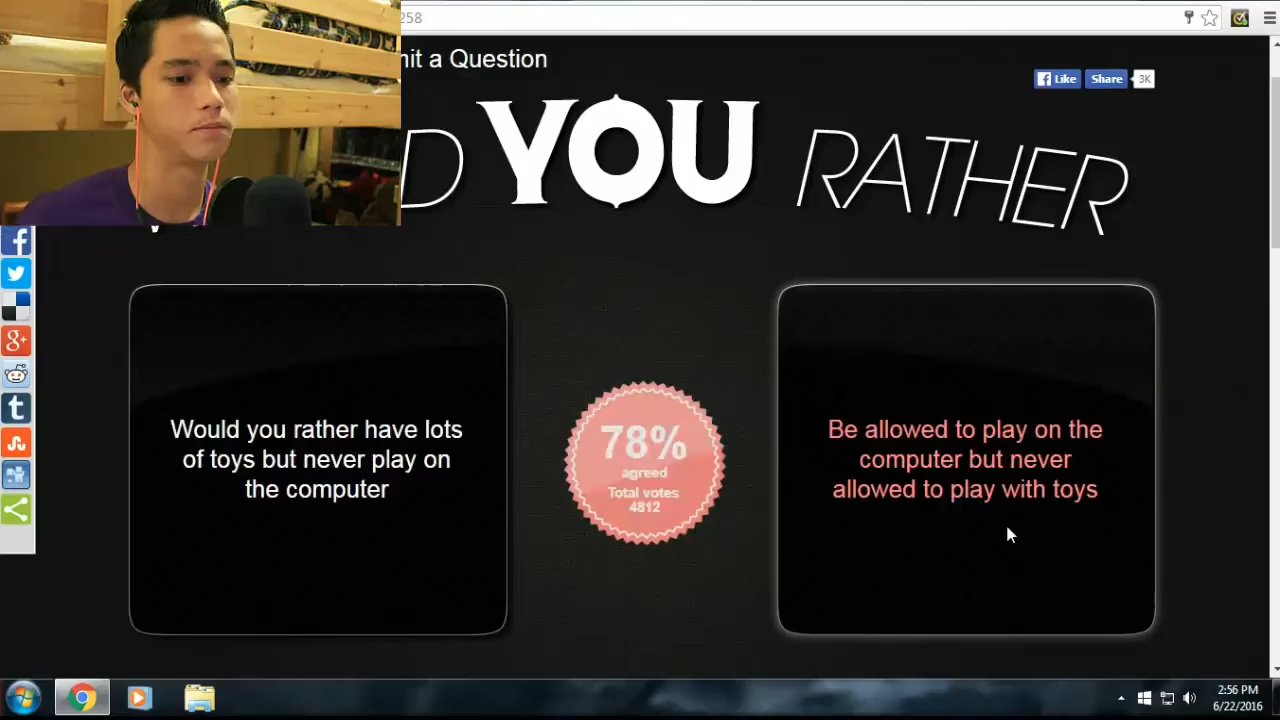 258
mit a Question
Like
Share
3K
D YOU RATHER
Would you rather have lots
of toys but never play on
the computer
78%
agreed
Total votes
4812
Be allowed to play on the
computer but never
allowed to play with toys
2:56 PM
6/22/2016